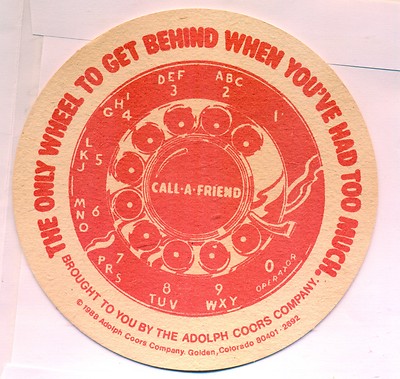 THE ONLY WHEEL TO GET BEHIND WHEN YOU'VE HAD TOO MUCH.
ABC
2
DEF
3
GHI
4
1
JKL
5
MNO
6
PRS
7
TUV
8
WXY
9
0
OPERATOR
CALL-A-FRIEND
BROUGHT TO YOU BY THE ADOLPH COORS COMPANY.
© 1988 Adolph Coors Company. Golden, Colorado 80401 · 2692